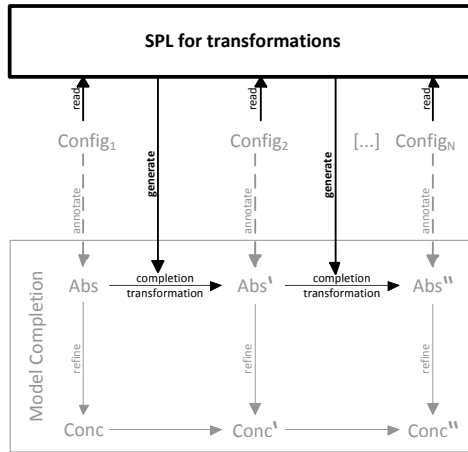 SPL for transformations
read
read
read
Config1
Config2
[...]
ConfigN
generate
generate
annotate
annotate
annotate
Model Completion
Abs
completion
transformation
Abs'
completion
transformation
Abs"
refine
refine
refine
Conc
Conc'
Conc"